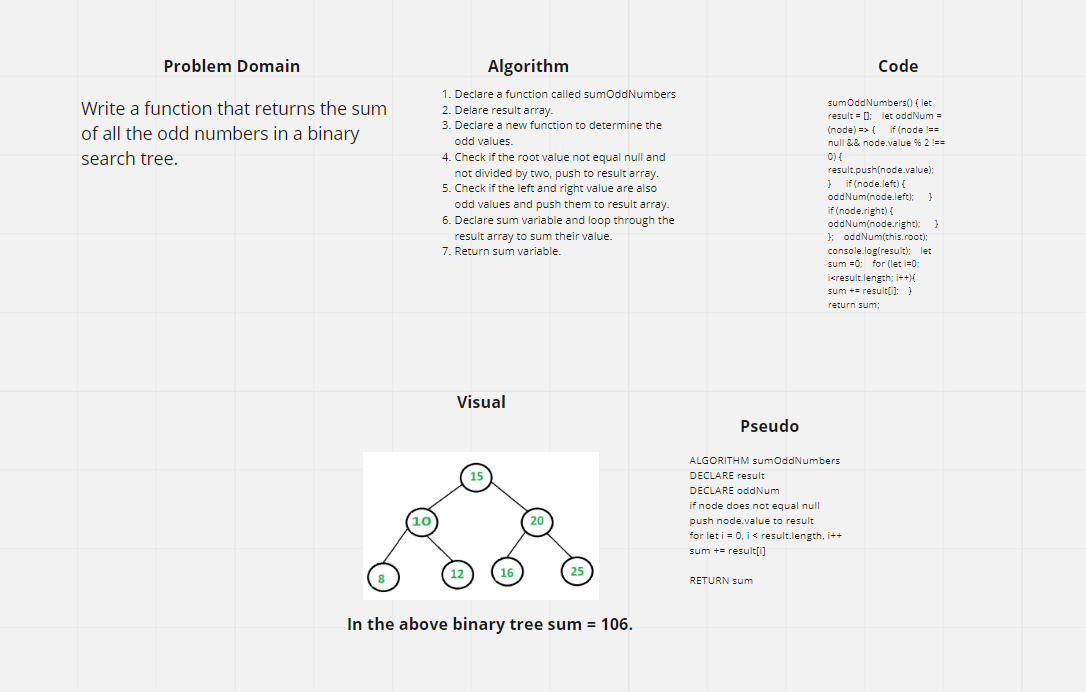 Problem Domain
Write a function that returns the sum
of all the odd numbers in a binary
search tree.
Algorithm
1. Declare a function called sumOddNumbers
2. Delare result array.
3. Declare a new function to determine the
odd values.
4. Check if the root value not equal null and
not divided by two, push to result array.
5. Check if the left and right value are also
odd values and push them to result array.
6. Declare sum variable and loop through the
result array to sum their value.
7. Return sum variable.
Code
sumOddNumbers() { let
result = []; let oddNum =
(node) => { if (node !==
null && node.value % 2 !==
0) {
result.push(node.value);
} if (node.left) {
oddNum(node.left); }
if (node.right) {
oddNum(node.right); }
}; oddNum(this.root);
console.log(result); let
sum =0; for (let i=0;
i<result.length; i++){
sum += result[i]; }
return sum;
Visual
15
10
20
8
12
16
25
In the above binary tree sum = 106.
Pseudo
ALGORITHM sumOddNumbers
DECLARE result
DECLARE oddNum
if node does not equal null
push node.value to result
for let i = 0, i < result.length, i++
sum += result[i]
RETURN sum